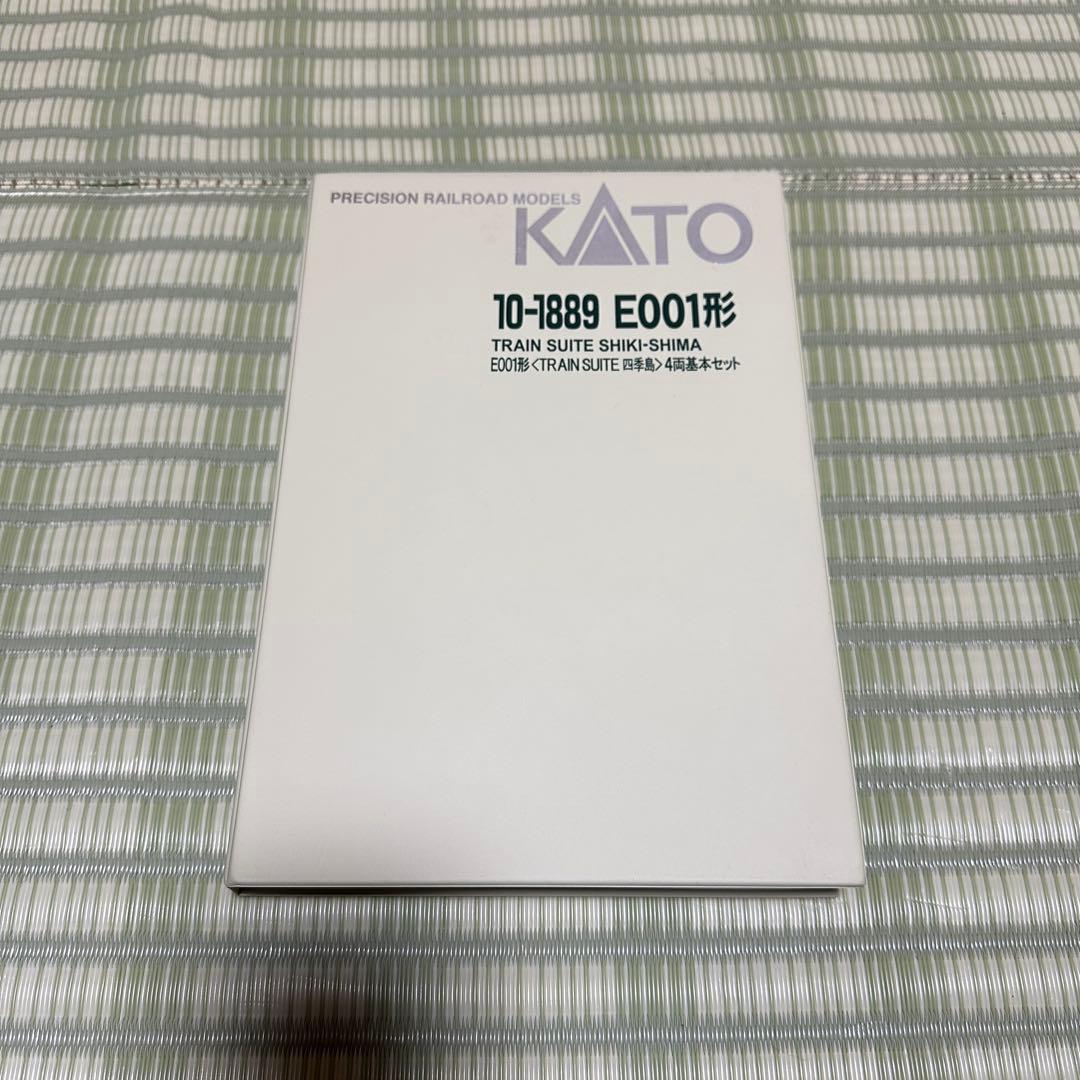 PRECISION RAILROAD MODELS
KATO
10-1889 E001形
TRAIN SUITE SHIKI-SHIMA
E001形〈TRAIN SUITE 四季島〉4両基本セット